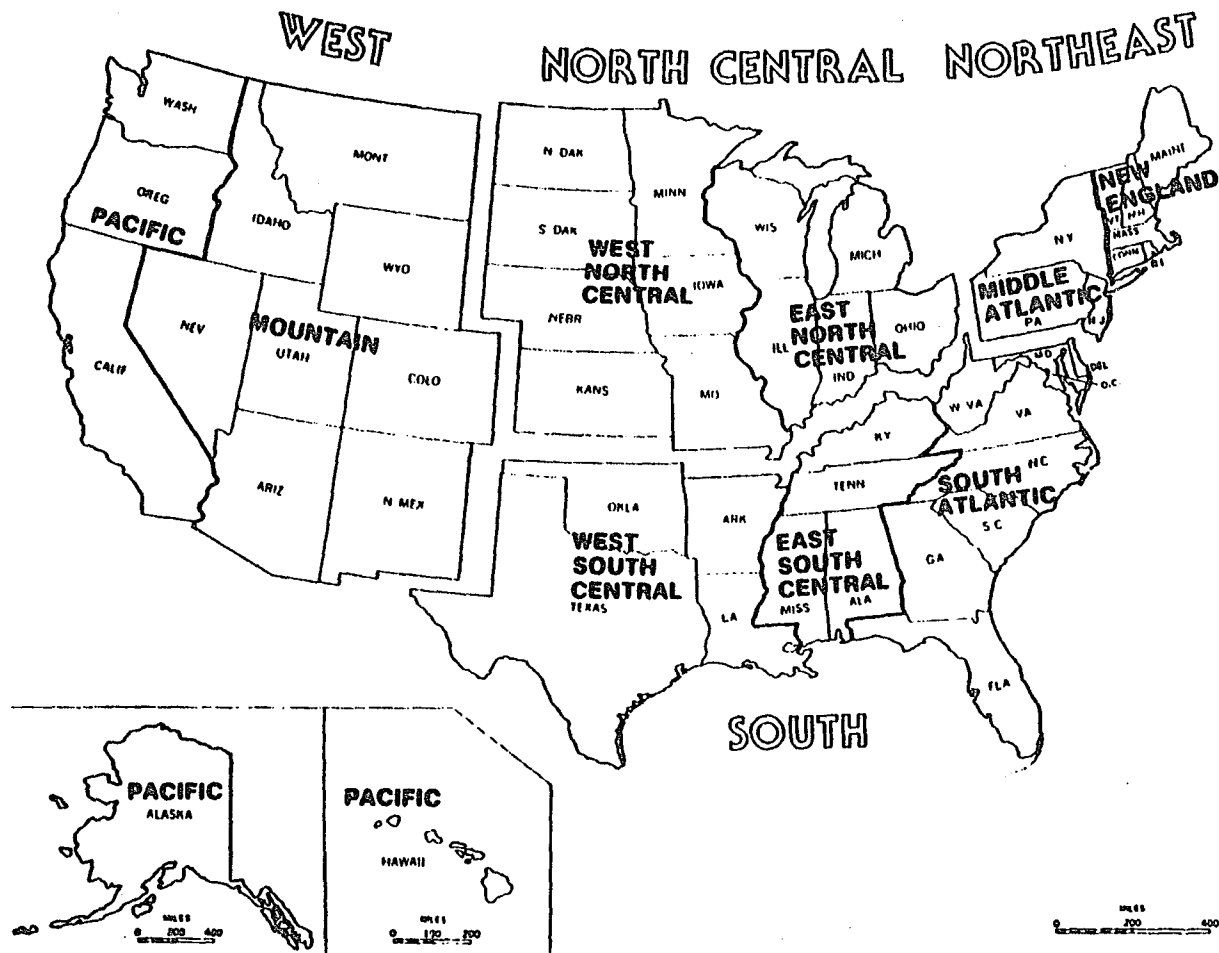 WEST
NORTH CENTRAL
NORTHEAST
WASH
MONT
N DAK
MINN
MAINE
OREG
PACIFIC
IDAHO
WYO
S DAK
WEST
NORTH
CENTRAL
IOWA
NEBR
WIS
MICH
NEW
ENGLAND
VT
NH
MASS
CONN
RI
NY
MIDDLE
ATLANTIC
PA
NJ
CALIF
NEV
MOUNTAIN
UTAH
COLO
KANS
MO
ILL
EAST
NORTH
CENTRAL
IND
OHIO
MD
DEL
D.C.
W VA
VA
KY
ARIZ
N MEX
OKLA
ARK
TENN
NC
SOUTH
ATLANTIC
S C
WEST
SOUTH
CENTRAL
TEXAS
LA
EAST
SOUTH
CENTRAL
MISS
ALA
GA
FLA
SOUTH
PACIFIC
ALASKA
MILES
0 200 400
PACIFIC
HAWAII
MILES
0 100 200
MILES
0 200 400